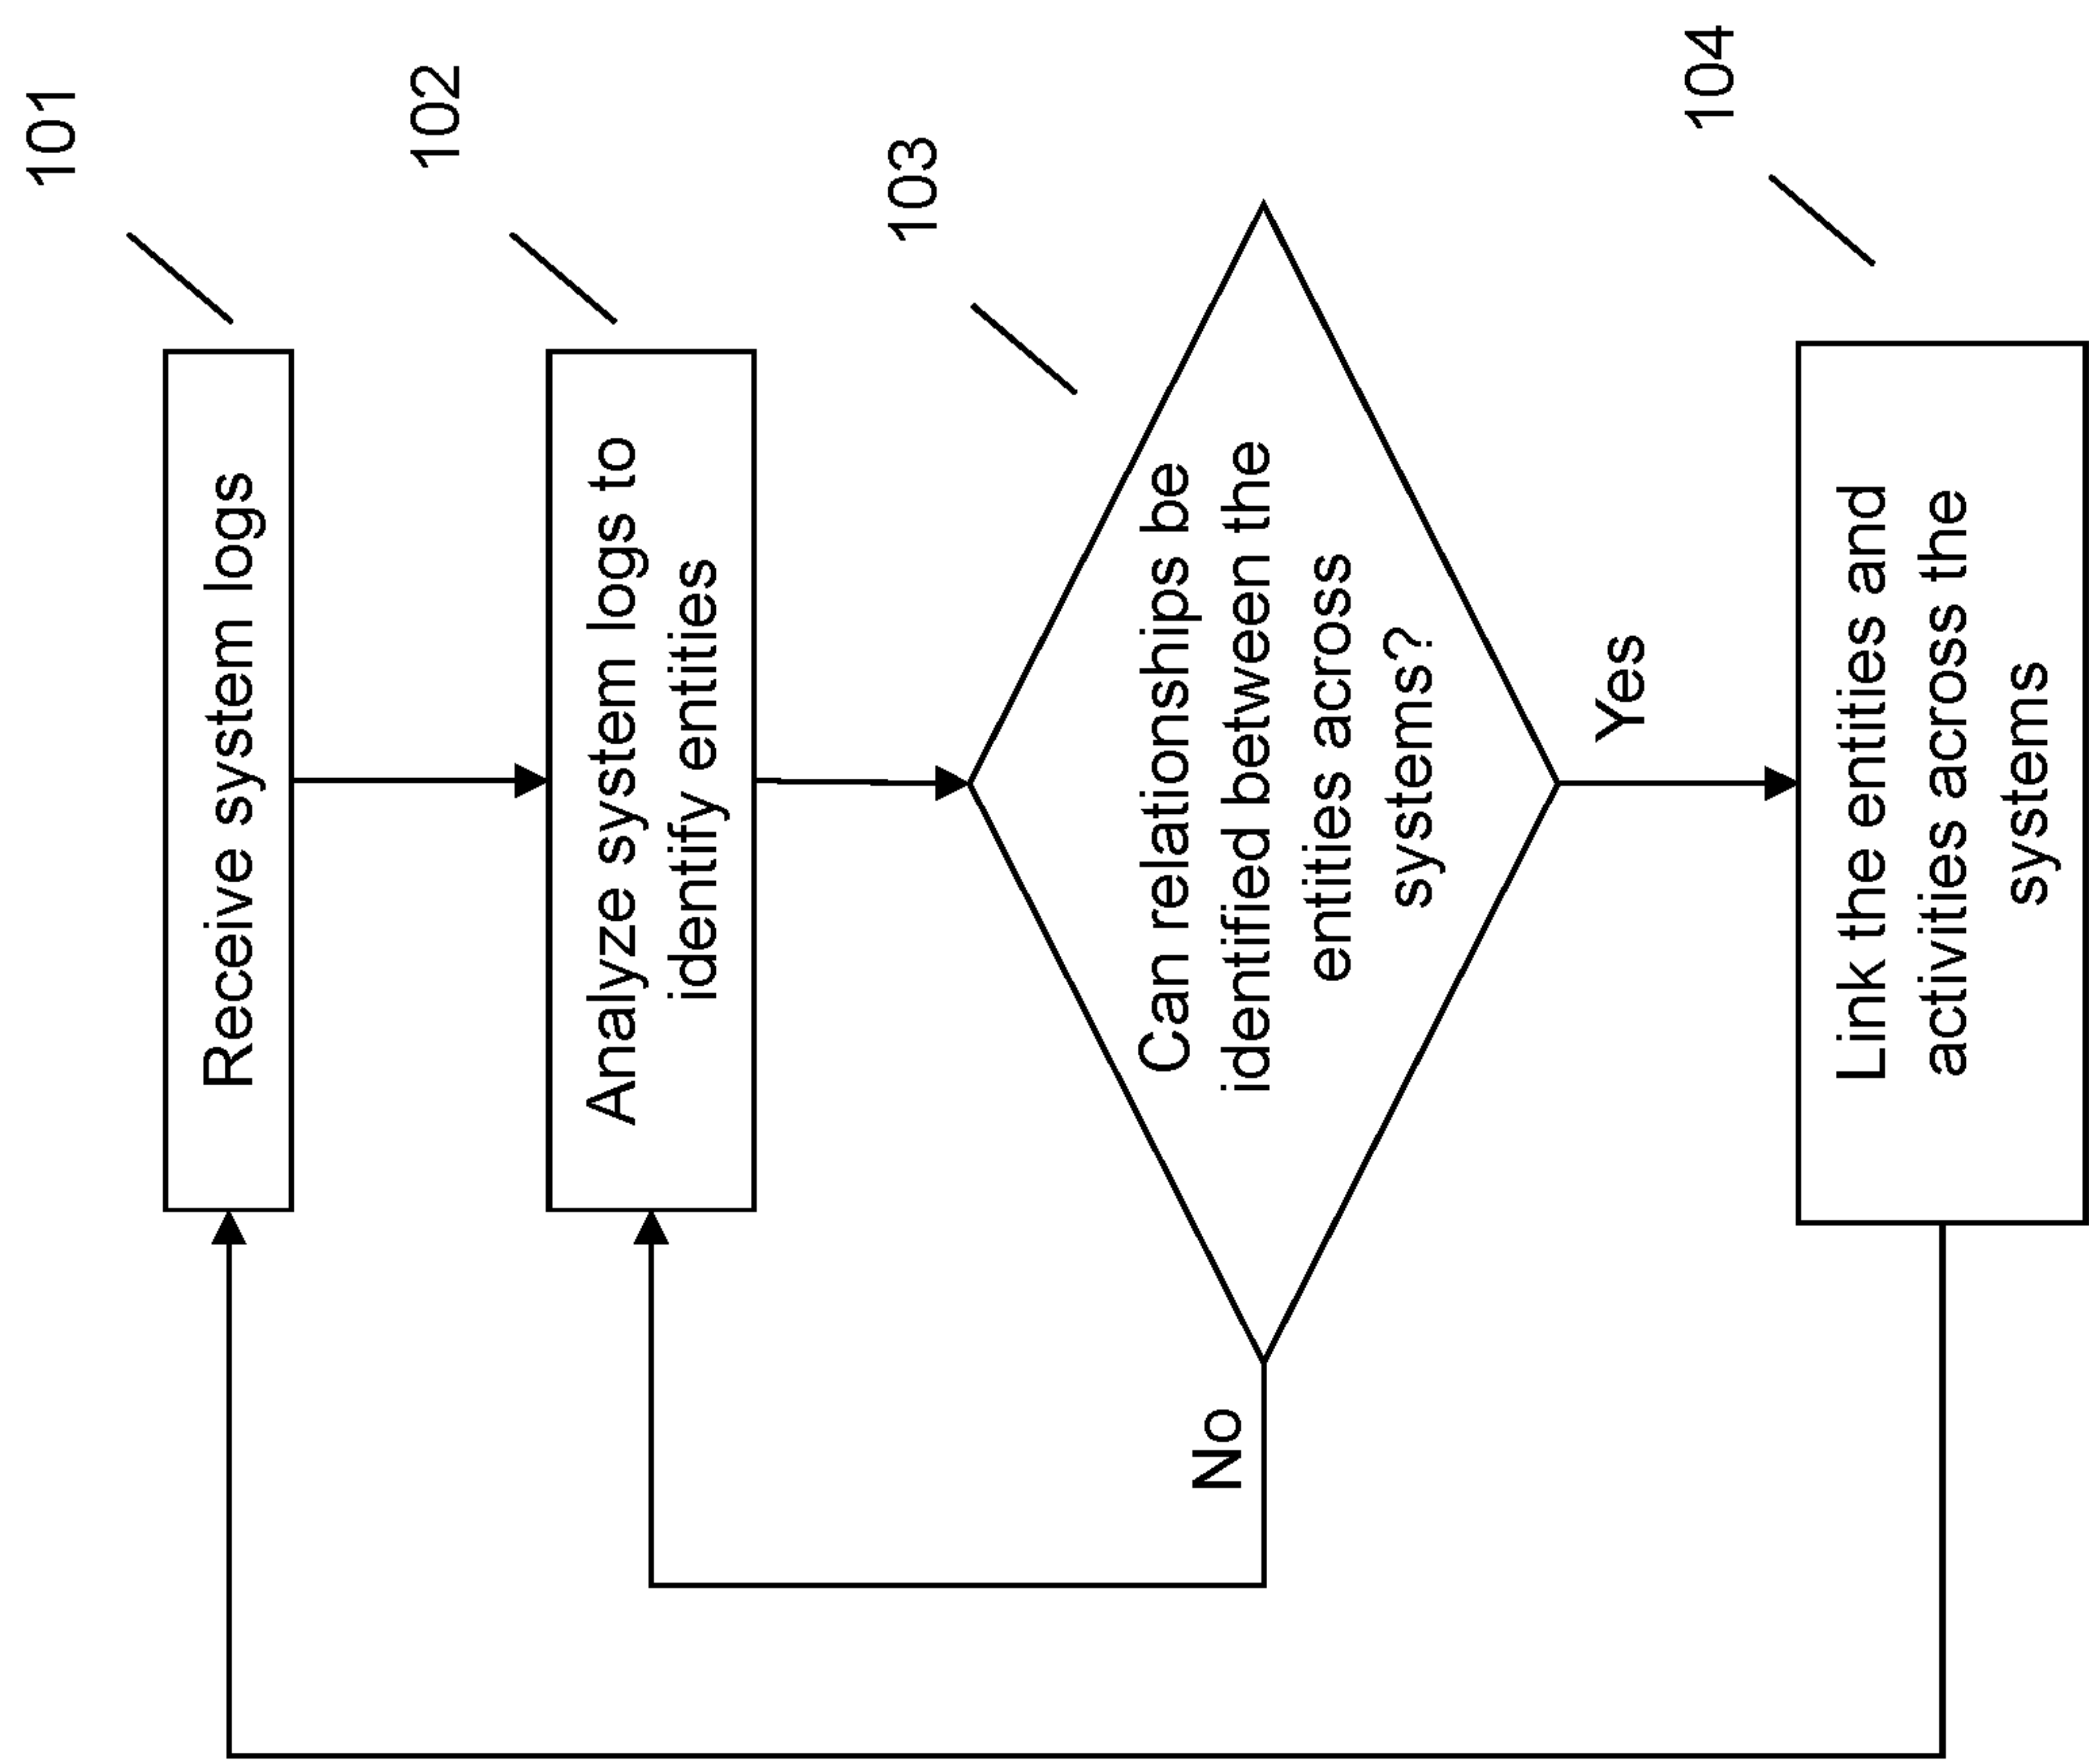 101
Receive system logs
102
Analyze system logs to
identify entities
103
Can relationships be
identified between the
entities across
systems?
No
Yes
104
Link the entities and
activities across the
systems